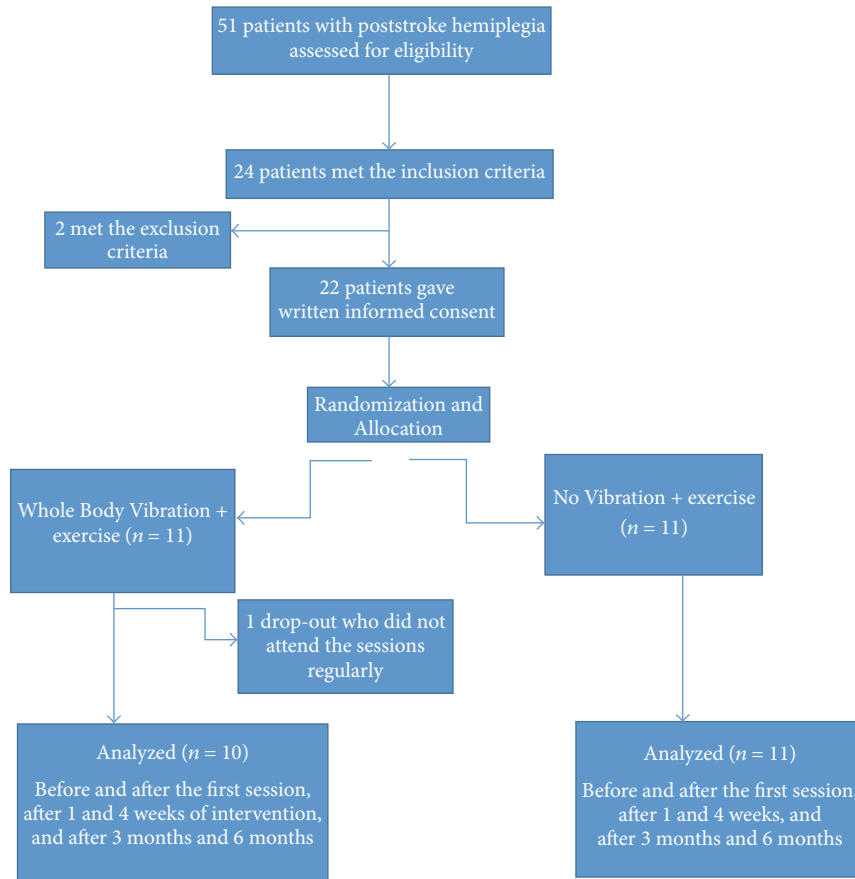 51 patients with poststroke hemiplegia
assessed for eligibility
24 patients met the inclusion criteria
2 met the exclusion
criteria
22 patients gave
written informed consent
Randomization and
Allocation
Whole Body Vibration +
exercise (n = 11)
No Vibration + exercise
(n = 11)
1 drop-out who did not
attend the sessions
regularly
Analyzed (n = 10)
Before and after the first session,
after 1 and 4 weeks of intervention,
and after 3 months and 6 months
Analyzed (n = 11)
Before and after the first session,
after 1 and 4 weeks, and
after 3 months and 6 months